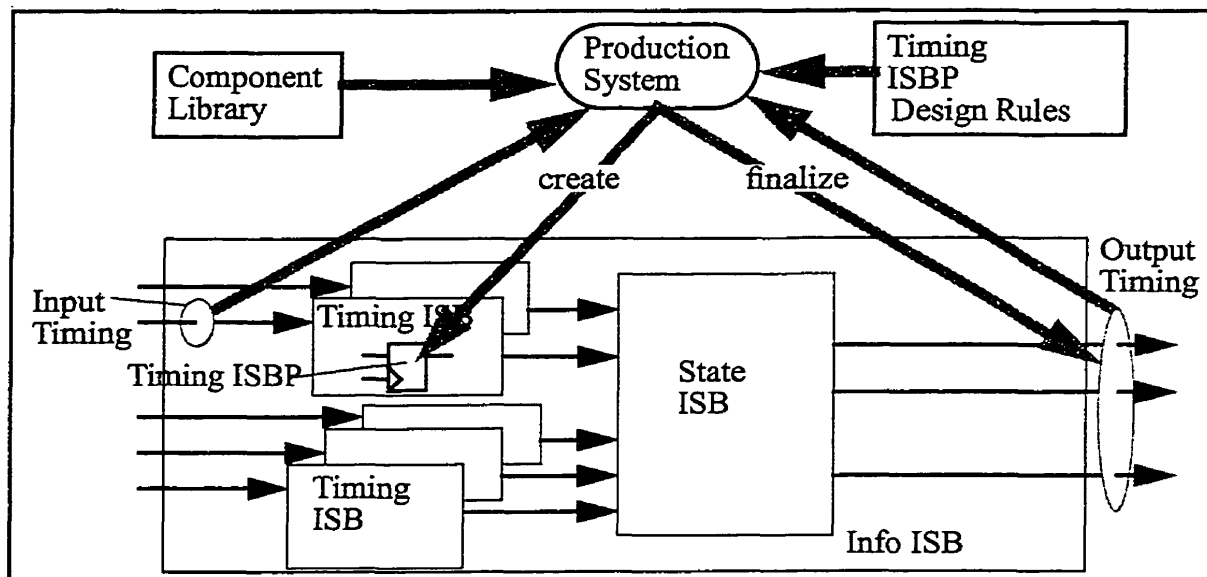 Production
System
Component
Library
Timing
ISBP
Design Rules
create
finalize
Output
Timing
Input
Timing
Timing ISB
Timing ISBP
State
ISB
Timing
ISB
Info ISB